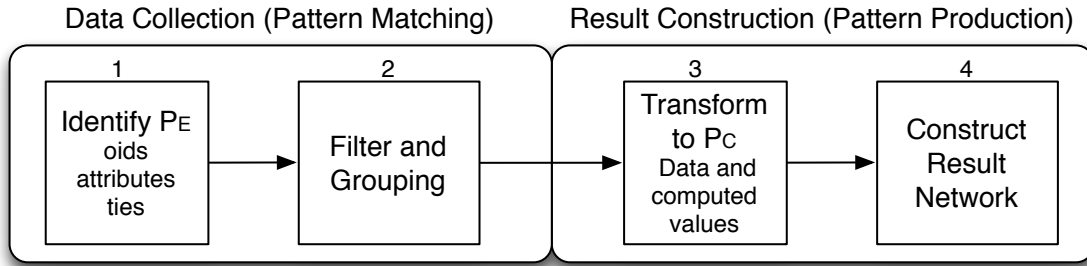 Data Collection (Pattern Matching)
Result Construction (Pattern Production)
1
Identify PE
oids
attributes
ties
2
Filter and
Grouping
3
Transform
to PC
Data and
computed
values
4
Construct
Result
Network